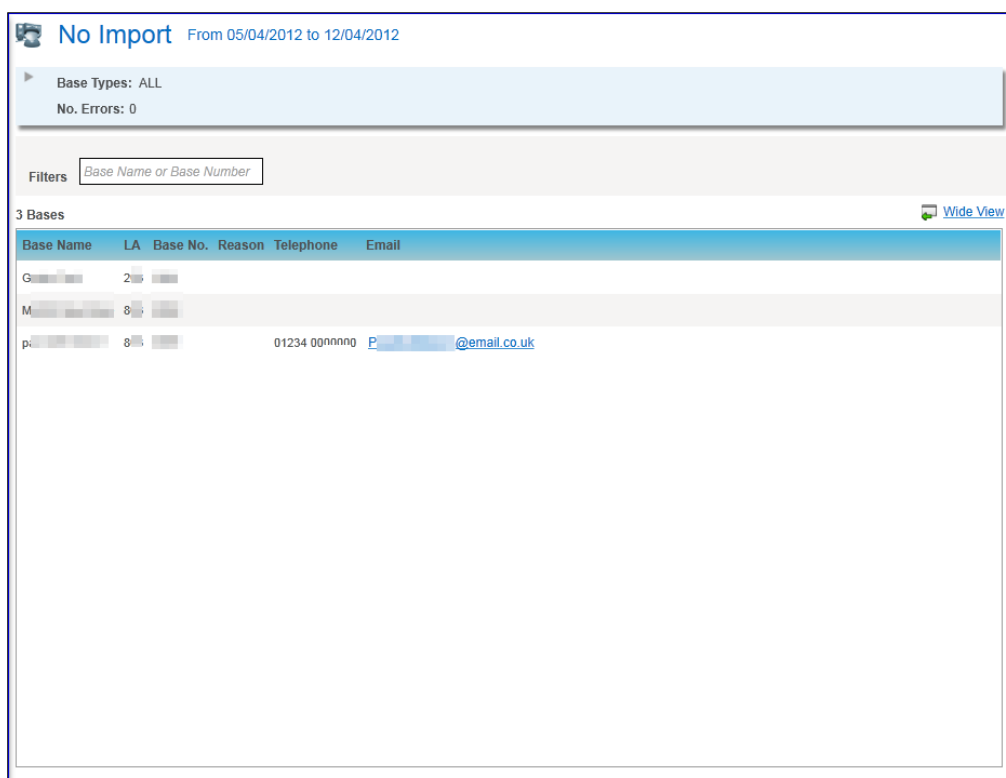 No Import From 05/04/2012 to 12/04/2012
Base Types: ALL
No. Errors: 0
Filters Base Name or Base Number
3 Bases Wide View
Base Name LA Base No. Reason Telephone Email
01234 0000000 @email.co.uk